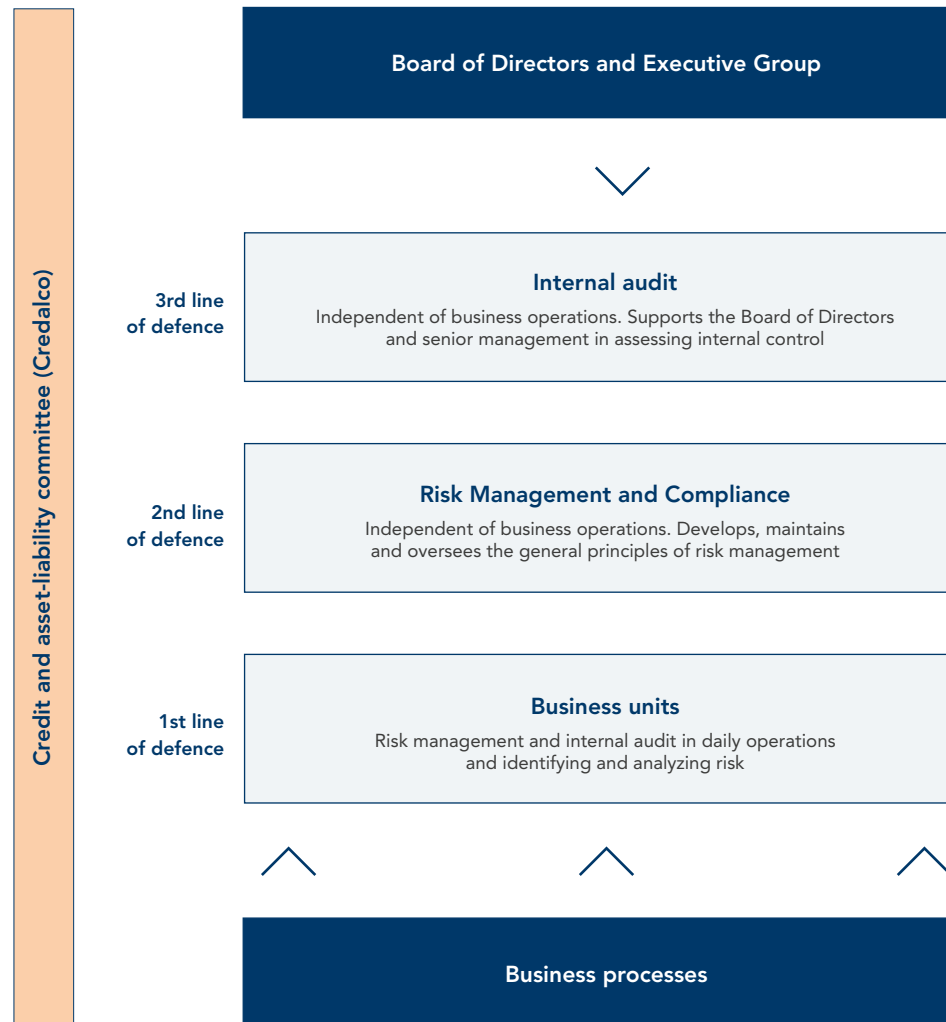 Credit and asset-liability committee (Credalco)
Board of Directors and Executive Group
3rd line
of defence
Internal audit
Independent of business operations. Supports the Board of Directors
and senior management in assessing internal control
2nd line
of defence
Risk Management and Compliance
Independent of business operations. Develops, maintains
and oversees the general principles of risk management
1st line
of defence
Business units
Risk management and internal audit in daily operations
and identifying and analyzing risk
Business processes